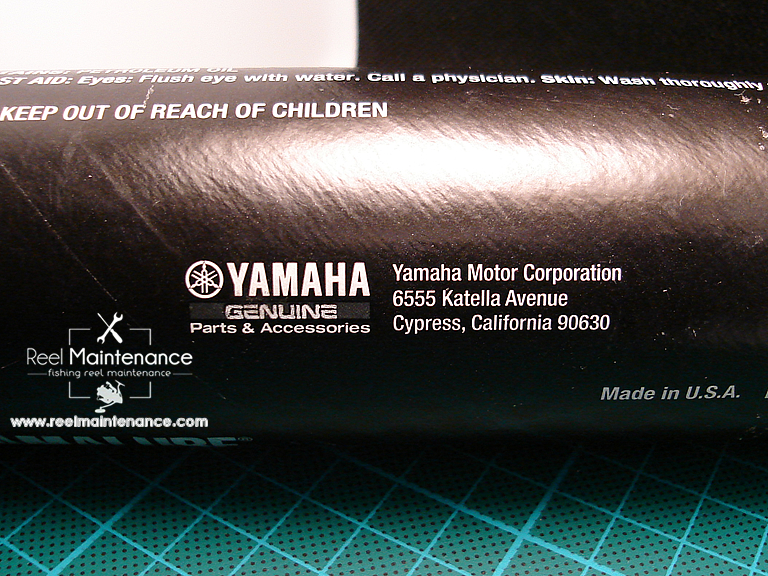 PETROLEUM OIL
ST AID: Eyes: Flush eye with water. Call a physician. Skin: Wash thoroughly
KEEP OUT OF REACH OF CHILDREN
YAMAHA
GENUINE
Parts & Accessories
Yamaha Motor Corporation
6555 Katella Avenue
Cypress, California 90630
Made in U.S.A.
Reel Maintenance
fishing reel maintenance
www.reelmaintenance.com